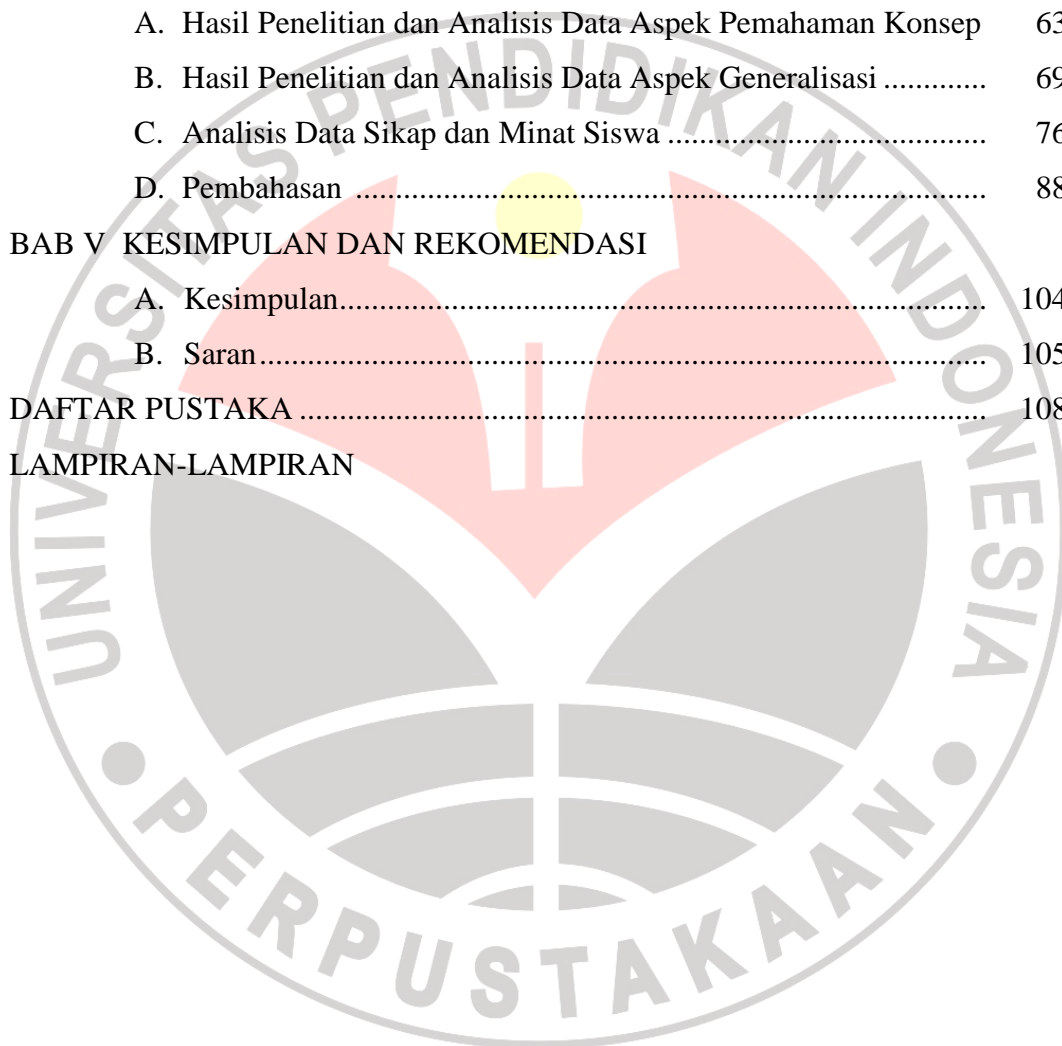 A. Hasil Penelitian dan Analisis Data Aspek Pemahaman Konsep 63
B. Hasil Penelitian dan Analisis Data Aspek Generalisasi ............. 69
C. Analisis Data Sikap dan Minat Siswa ........................................ 76
D. Pembahasan ............................................................................... 88
BAB V KESIMPULAN DAN REKOMENDASI
A. Kesimpulan................................................................................. 104
B. Saran........................................................................................... 105
DAFTAR PUSTAKA ...................................................................................... 108
LAMPIRAN-LAMPIRAN
UNIVERSITAS PENDIDIKAN INDONESIA
PERPUSTAKAAN